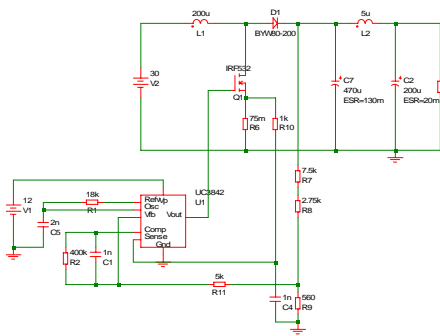 200u
L1
D1
BYW80-200
5u
L2
IRF532
Q1
30
V2
C7
470u
ESR=130m
C2
200u
ESR=20m
75m
R6
1k
R10
7.5k
R7
2.75k
R8
12
V1
18k
R1
2n
C5
UC3842
U1
Ref Vp
Osc
Vfb
Vout
Comp
Sense
Gnd
400k
R2
1n
C1
5k
R11
1n
C4
560
R9